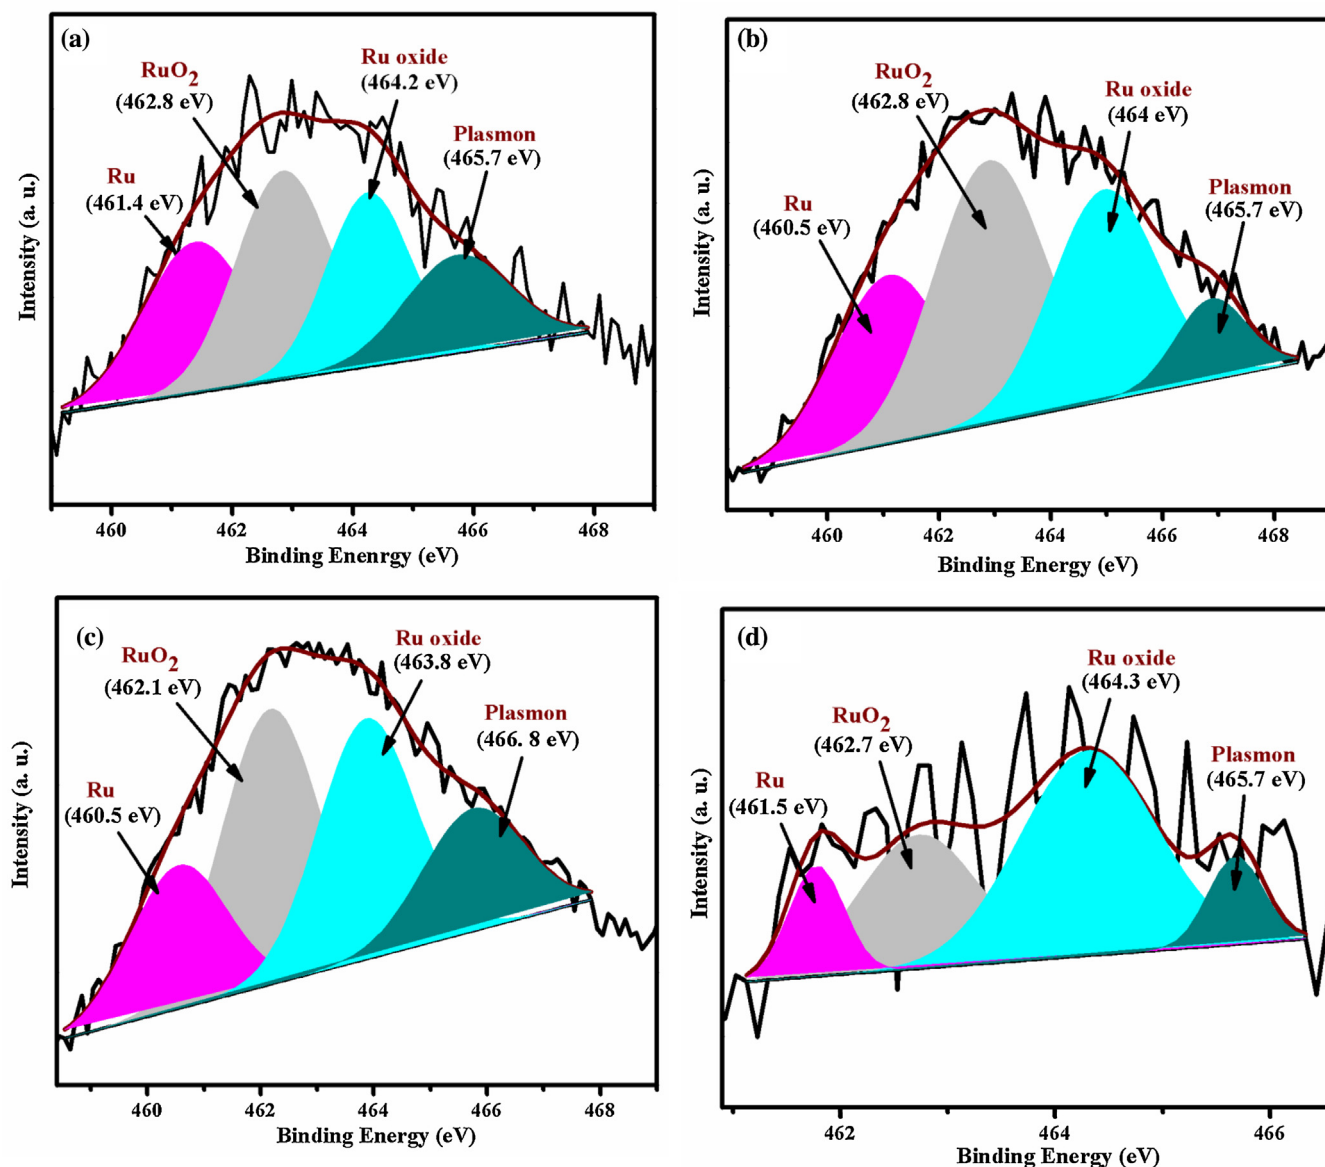 (a)
RuO2
(462.8 eV)
Ru oxide
(464.2 eV)
Plasmon
(465.7 eV)
Ru
(461.4 eV)
Intensity (a. u.)
460 462 464 466 468
Binding Enenrgy (eV)
(b)
RuO2
(462.8 eV)
Ru oxide
(464 eV)
Plasmon
(465.7 eV)
Ru
(460.5 eV)
Intensity (a. u.)
460 462 464 466 468
Binding Energy (eV)
(c)
RuO2
(462.1 eV)
Ru oxide
(463.8 eV)
Plasmon
(466. 8 eV)
Ru
(460.5 eV)
Intensity (a. u.)
460 462 464 466 468
Binding Energy (eV)
(d)
Ru oxide
(464.3 eV)
RuO2
(462.7 eV)
Plasmon
(465.7 eV)
Ru
(461.5 eV)
Intensity (a. u.)
462 464 466
Binding Energy (eV)